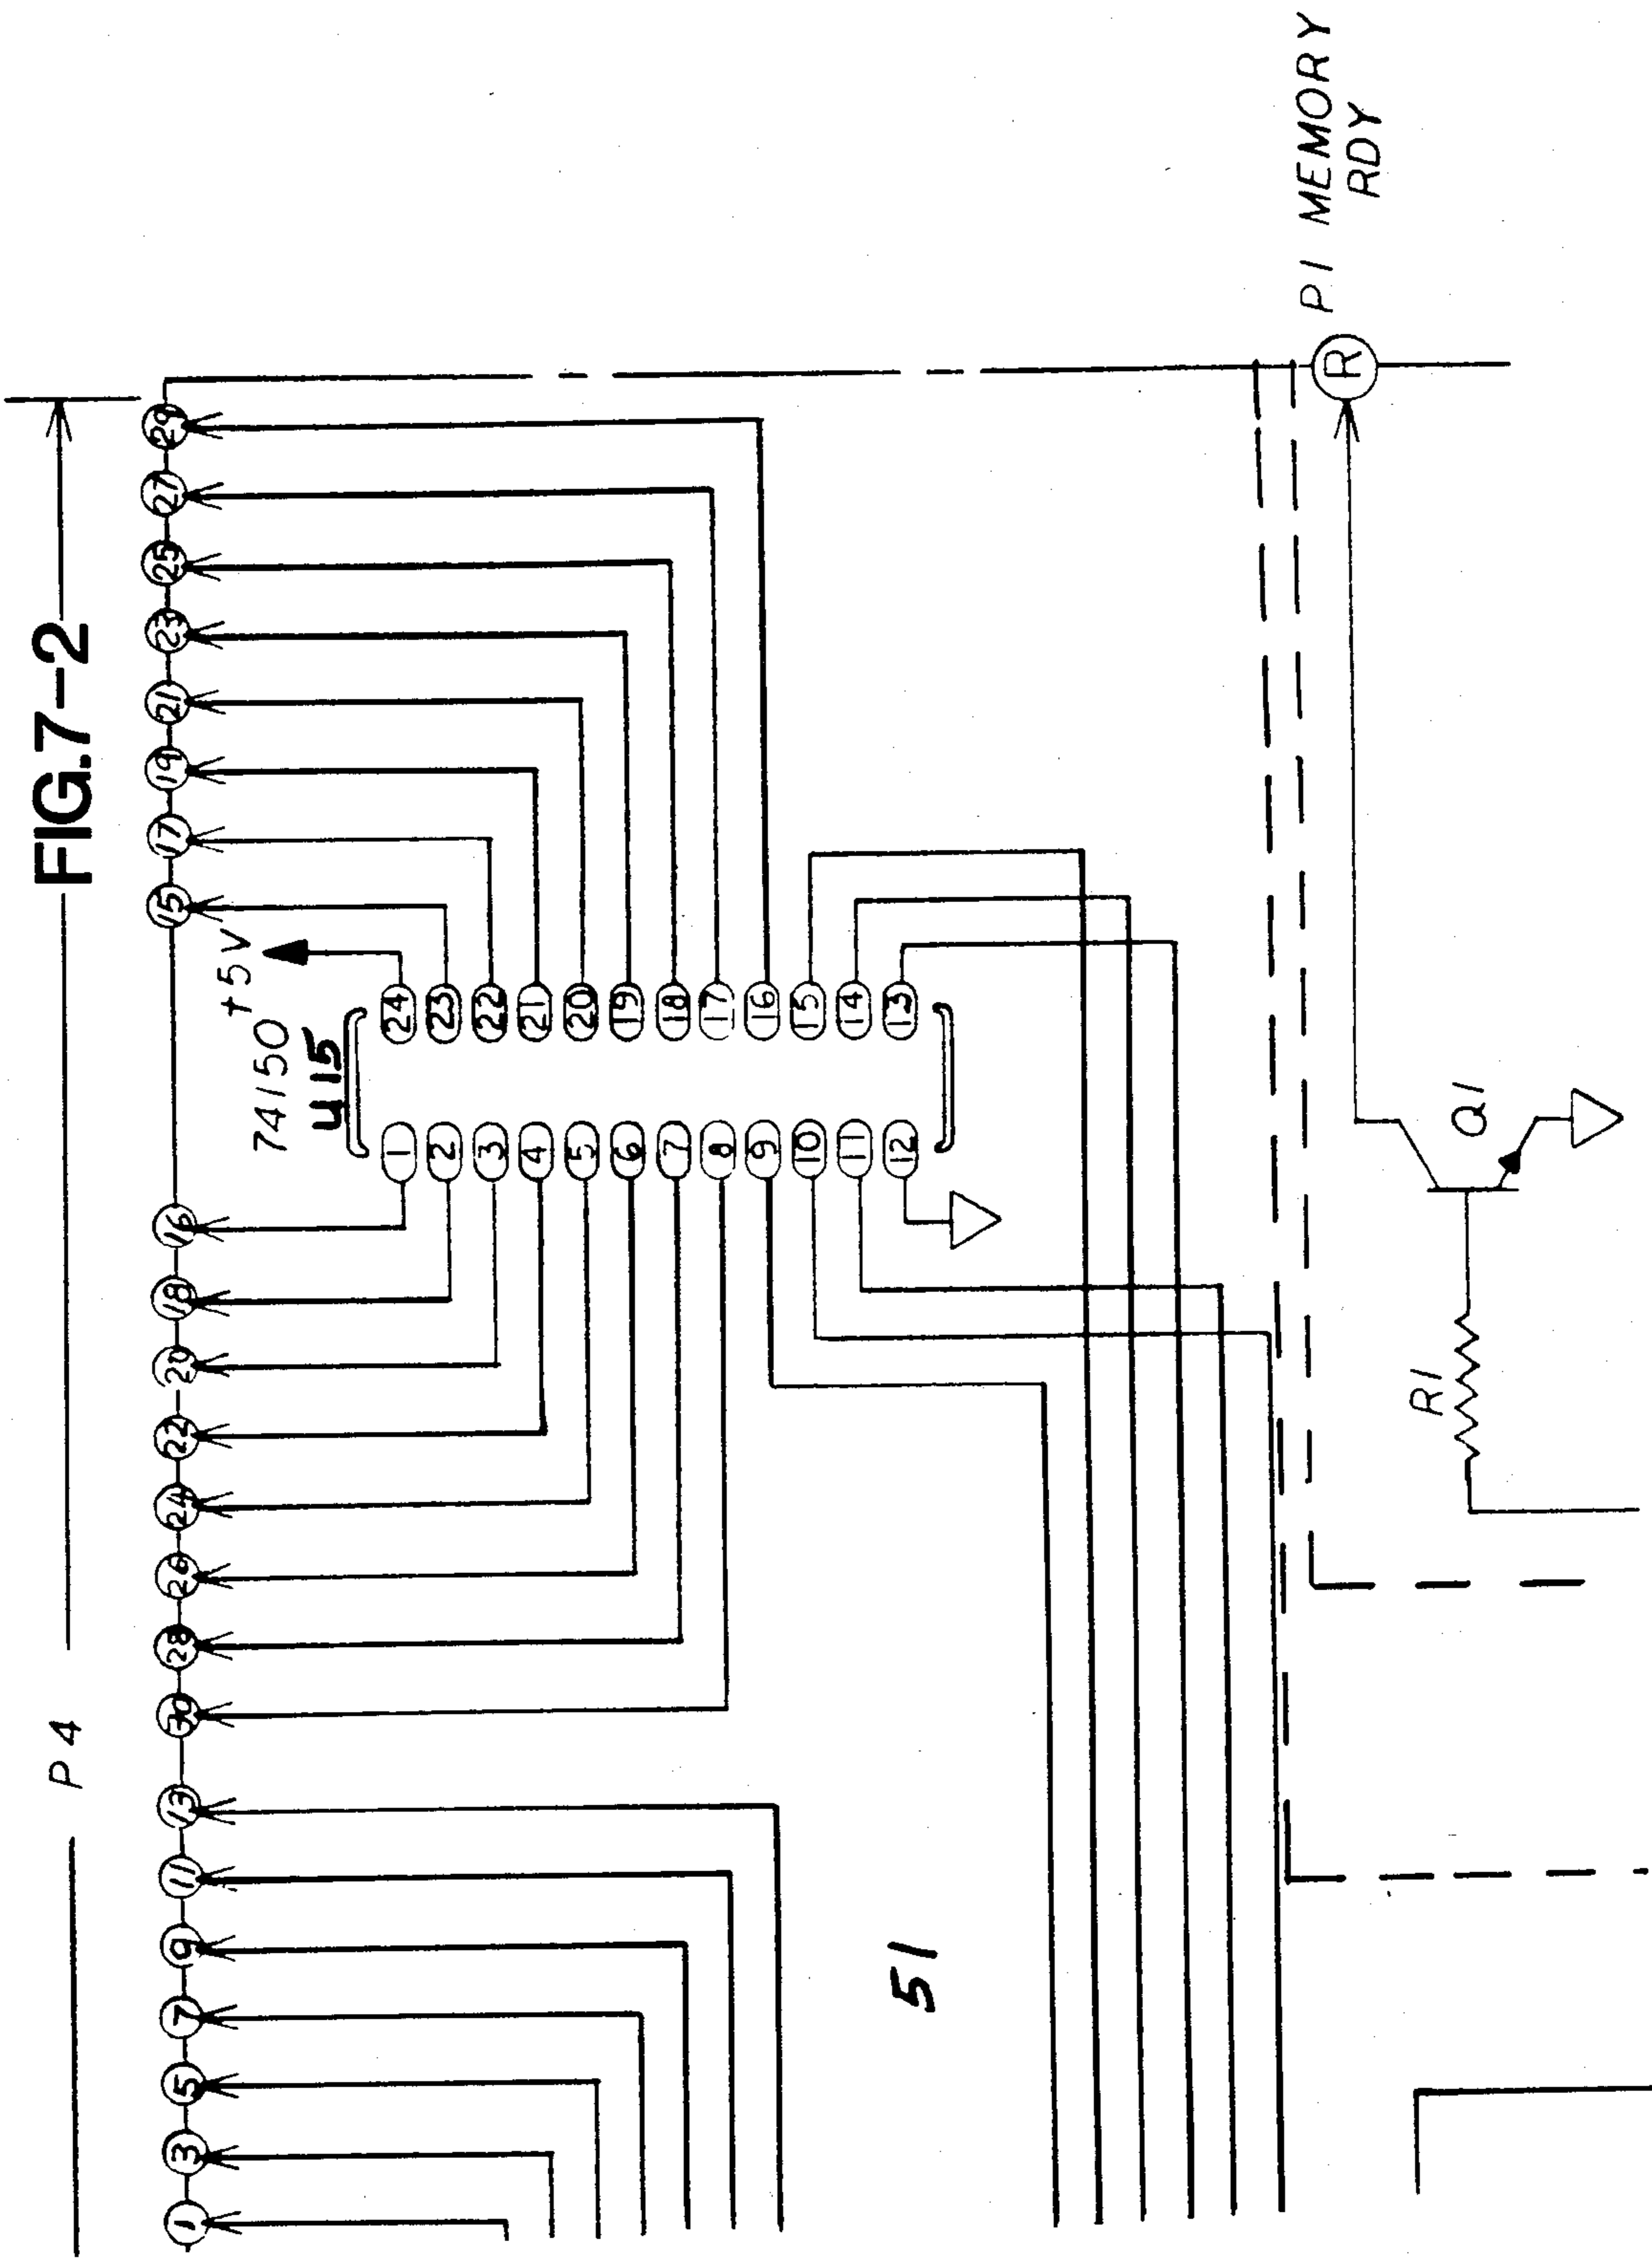 FIG.7-2
P4
1 3 5 7 9 11 13 30 28 26 24 22 20 18 16 15 17 19 21 23 25 27 29
74150 +5V
U15
1 24
2 23
3 22
4 21
5 20
6 19
7 18
8 17
9 16
10 15
11 14
12 13
51
R P1 MEMORY
RDY
R1 Q1